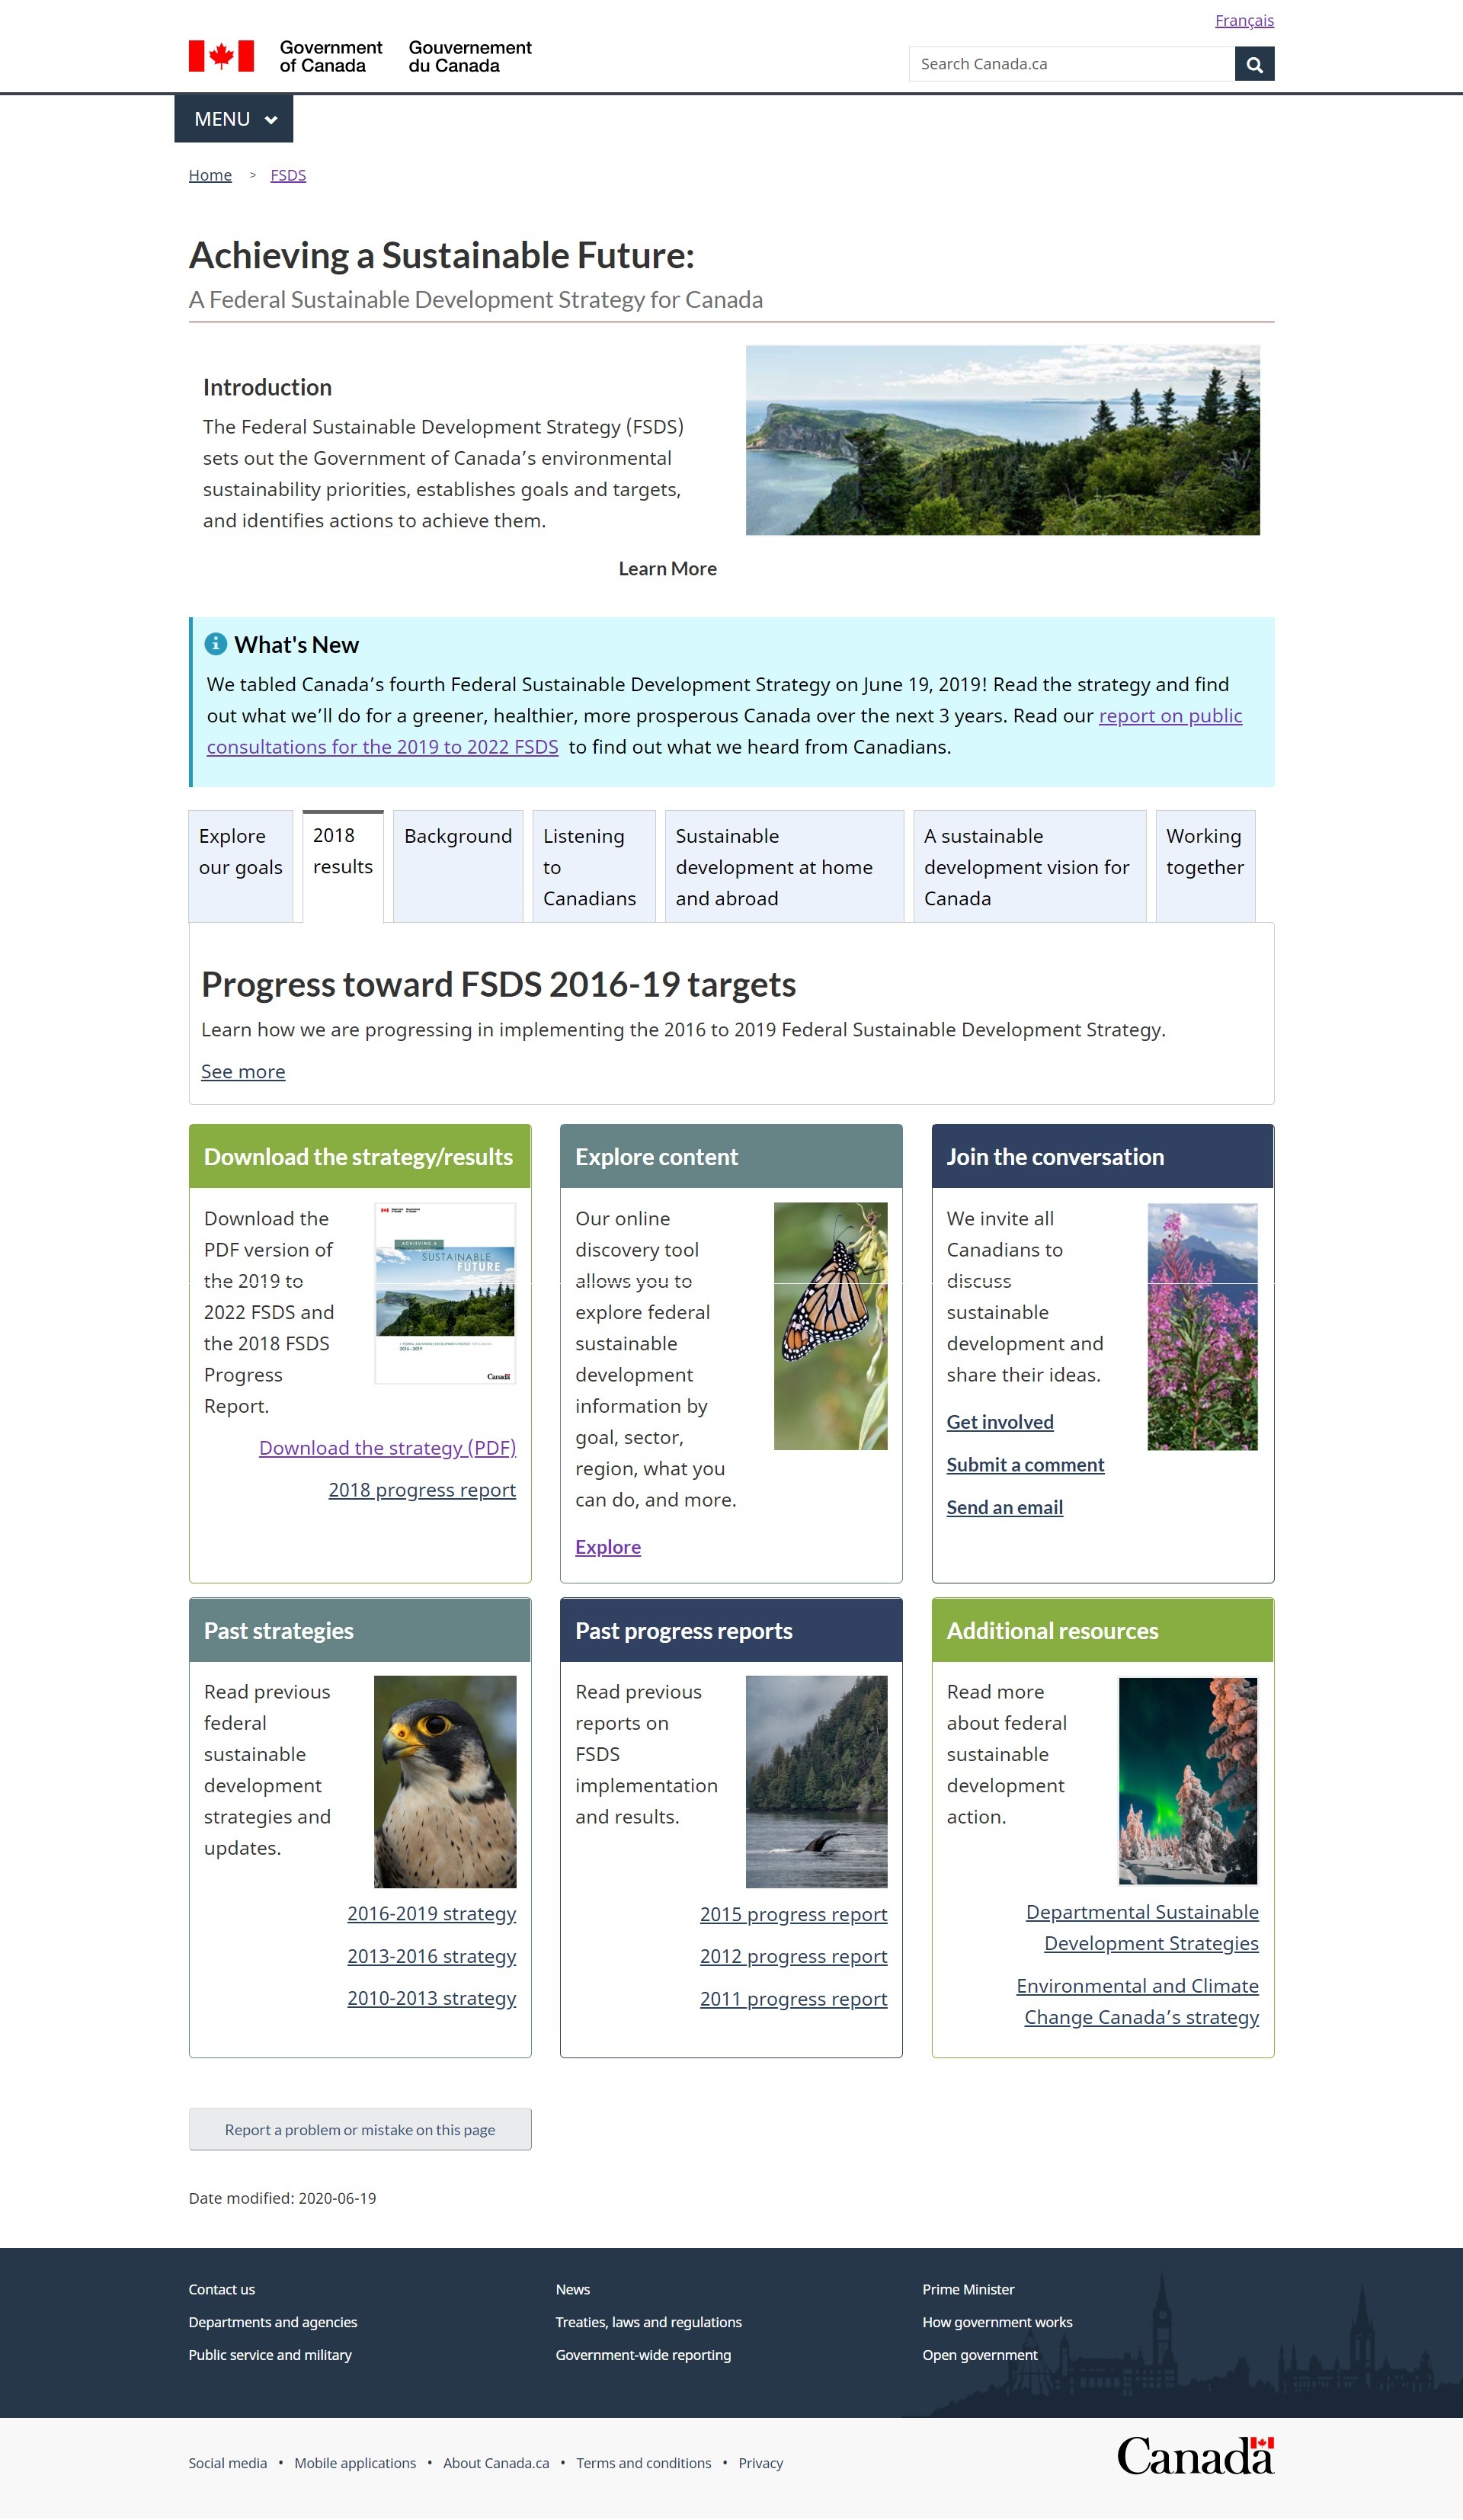 Français
Government
of Canada
Gouvernement
du Canada
Search Canada.ca
MENU
Home > FSDS
Achieving a Sustainable Future:
A Federal Sustainable Development Strategy for Canada
Introduction
The Federal Sustainable Development Strategy (FSDS)
sets out the Government of Canada’s environmental
sustainability priorities, establishes goals and targets,
and identifies actions to achieve them.
Learn More
What's New
We tabled Canada’s fourth Federal Sustainable Development Strategy on June 19, 2019! Read the strategy and find
out what we’ll do for a greener, healthier, more prosperous Canada over the next 3 years. Read our report on public
consultations for the 2019 to 2022 FSDS to find out what we heard from Canadians.
Explore
our goals
2018
results
Background
Listening
to
Canadians
Sustainable
development at home
and abroad
A sustainable
development vision for
Canada
Working
together
Progress toward FSDS 2016-19 targets
Learn how we are progressing in implementing the 2016 to 2019 Federal Sustainable Development Strategy.
See more
Download the strategy/results
Download the
PDF version of
the 2019 to
2022 FSDS and
the 2018 FSDS
Progress
Report.
ACHIEVING A
SUSTAINABLE
FUTURE
2016–2019
Canada
Download the strategy (PDF)
2018 progress report
Explore content
Our online
discovery tool
allows you to
explore federal
sustainable
development
information by
goal, sector,
region, what you
can do, and more.
Explore
Join the conversation
We invite all
Canadians to
discuss
sustainable
development and
share their ideas.
Get involved
Submit a comment
Send an email
Past strategies
Read previous
federal
sustainable
development
strategies and
updates.
2016-2019 strategy
2013-2016 strategy
2010-2013 strategy
Past progress reports
Read previous
reports on
FSDS
implementation
and results.
2015 progress report
2012 progress report
2011 progress report
Additional resources
Read more
about federal
sustainable
development
action.
Departmental Sustainable
Development Strategies
Environmental and Climate
Change Canada’s strategy
Report a problem or mistake on this page
Date modified: 2020-06-19
Contact us
Departments and agencies
Public service and military
News
Treaties, laws and regulations
Government-wide reporting
Prime Minister
How government works
Open government
Social media • Mobile applications • About Canada.ca • Terms and conditions • Privacy
Canada